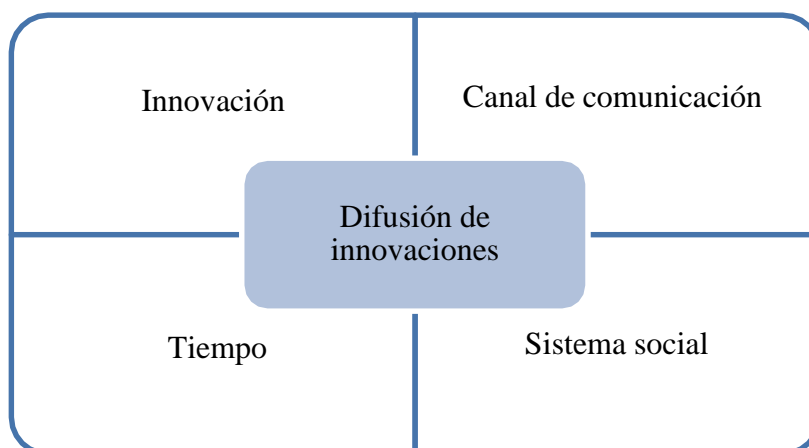 Innovación
Canal de comunicación
Difusión de
innovaciones
Tiempo
Sistema social